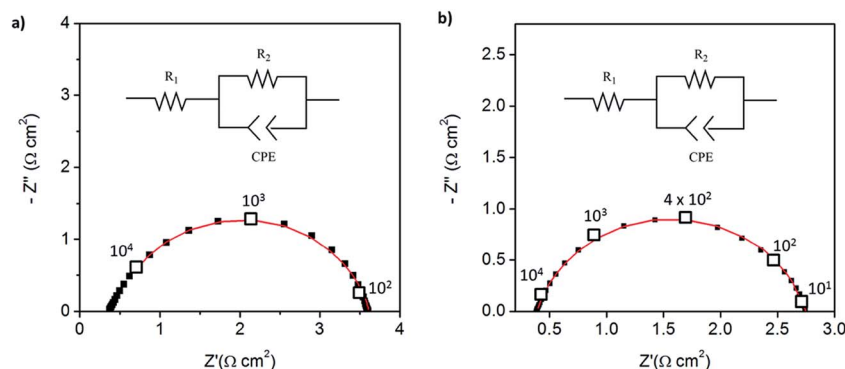 a)
- Z'' (Ω cm²)
4
3
2
1
0
R₁
R₂
CPE
10⁴
10³
10²
0
1
2
3
4
Z'(Ω cm²)
b)
- Z'' (Ω cm²)
2.5
2.0
1.5
1.0
0.5
0.0
R₁
R₂
CPE
10⁴
10³
4 x 10²
10²
10¹
0.5
1.0
1.5
2.0
2.5
3.0
Z'(Ω cm²)